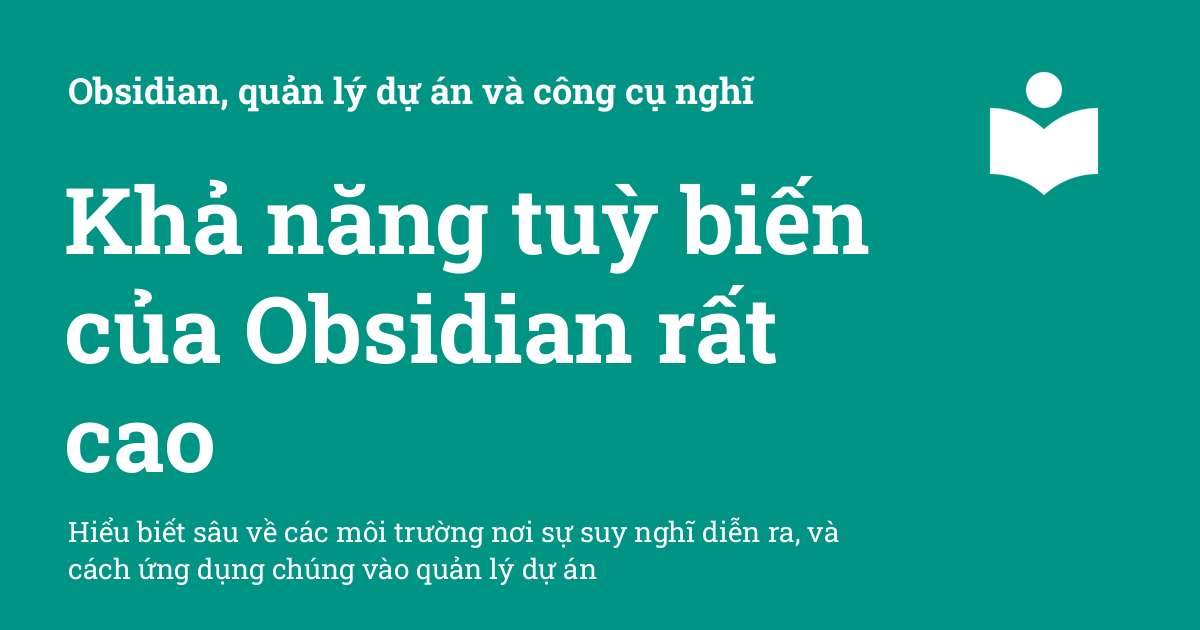 Obsidian, quản lý dự án và công cụ nghĩ
Khả năng tuỳ biến
của Obsidian rất
cao
Hiểu biết sâu về các môi trường nơi sự suy nghĩ diễn ra, và
cách ứng dụng chúng vào quản lý dự án